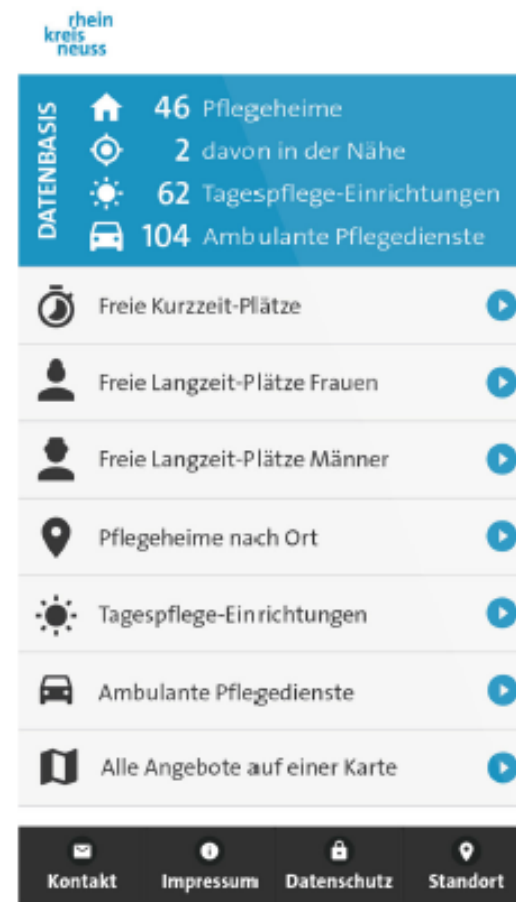 rhein
kreis
neuss
DATENBASIS
46 Pflegeheime
2 davon in der Nähe
62 Tagespflege-Einrichtungen
104 Ambulante Pflegedienste
Freie Kurzzeit-Plätze
Freie Langzeit-Plätze Frauen
Freie Langzeit-Plätze Männer
Pflegeheime nach Ort
Tagespflege-Einrichtungen
Ambulante Pflegedienste
Alle Angebote auf einer Karte
Kontakt Impressum Datenschutz Standort